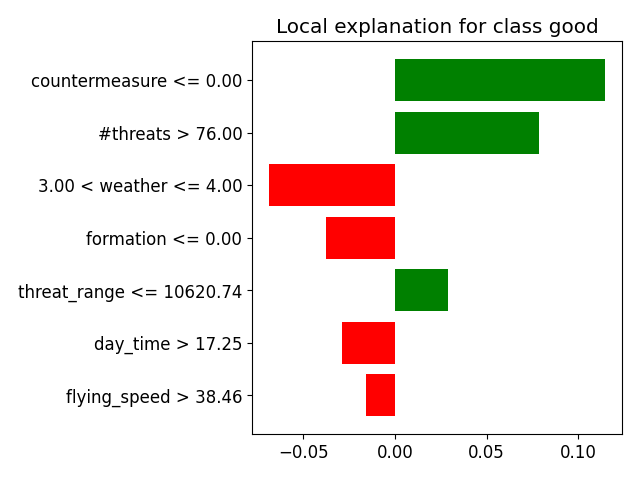 Local explanation for class good
countermeasure <= 0.00
#threats > 76.00
3.00 < weather <= 4.00
formation <= 0.00
threat_range <= 10620.74
day_time > 17.25
flying_speed > 38.46
−0.05 0.00 0.05 0.10